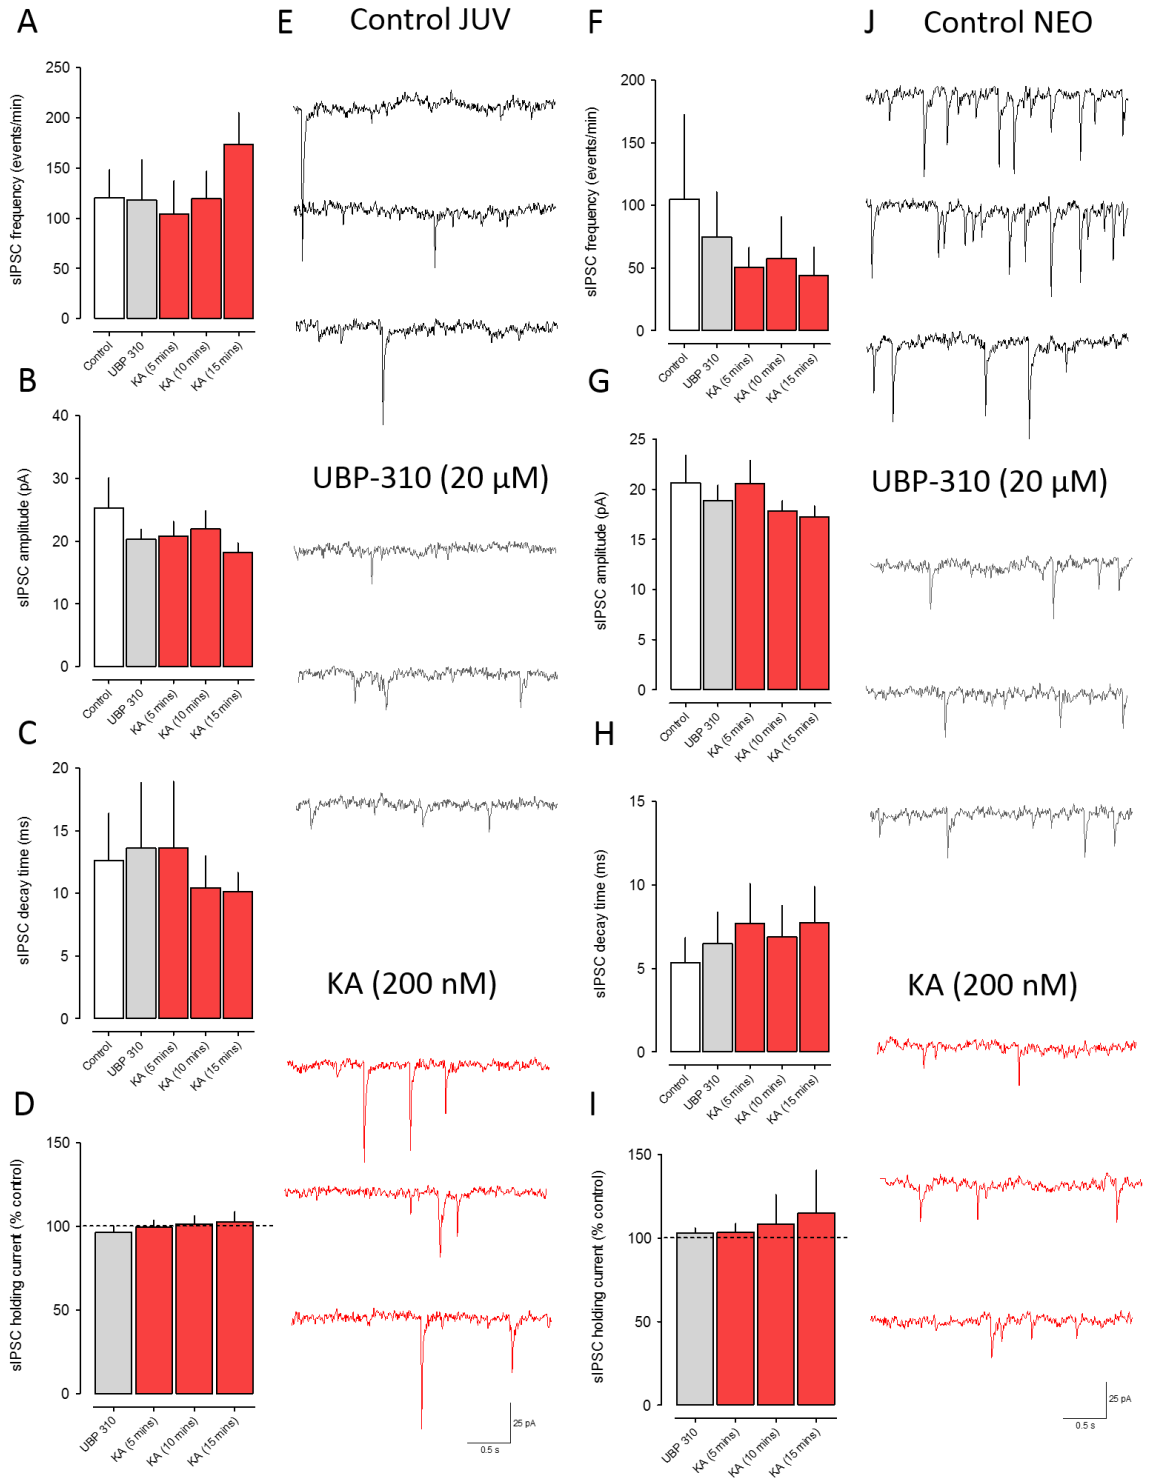 A
sIPSC frequency (events/min)
250
200
150
100
50
0
Control
UBP 310
KA (5 mins)
KA (10 mins)
KA (15 mins)
B
sIPSC amplitude (pA)
40
30
20
10
0
Control
UBP 310
KA (5 mins)
KA (10 mins)
KA (15 mins)
C
sIPSC decay time (ms)
20
15
10
5
0
Control
UBP 310
KA (5 mins)
KA (10 mins)
KA (15 mins)
D
sIPSC holding current (% control)
150
100
50
0
UBP 310
KA (5 mins)
KA (10 mins)
KA (15 mins)
E
Control JUV
UBP-310 (20 µM)
KA (200 nM)
25 pA
0.5 s
F
sIPSC frequency (events/min)
200
150
100
50
0
Control
UBP 310
KA (5 mins)
KA (10 mins)
KA (15 mins)
G
sIPSC amplitude (pA)
25
20
15
10
5
0
Control
UBP 310
KA (5 mins)
KA (10 mins)
KA (15 mins)
H
sIPSC decay time (ms)
15
10
5
0
Control
UBP 310
KA (5 mins)
KA (10 mins)
KA (15 mins)
I
sIPSC holding current (% control)
150
100
50
0
UBP 310
KA (5 mins)
KA (10 mins)
KA (15 mins)
J
Control NEO
UBP-310 (20 µM)
KA (200 nM)
25 pA
0.5 s